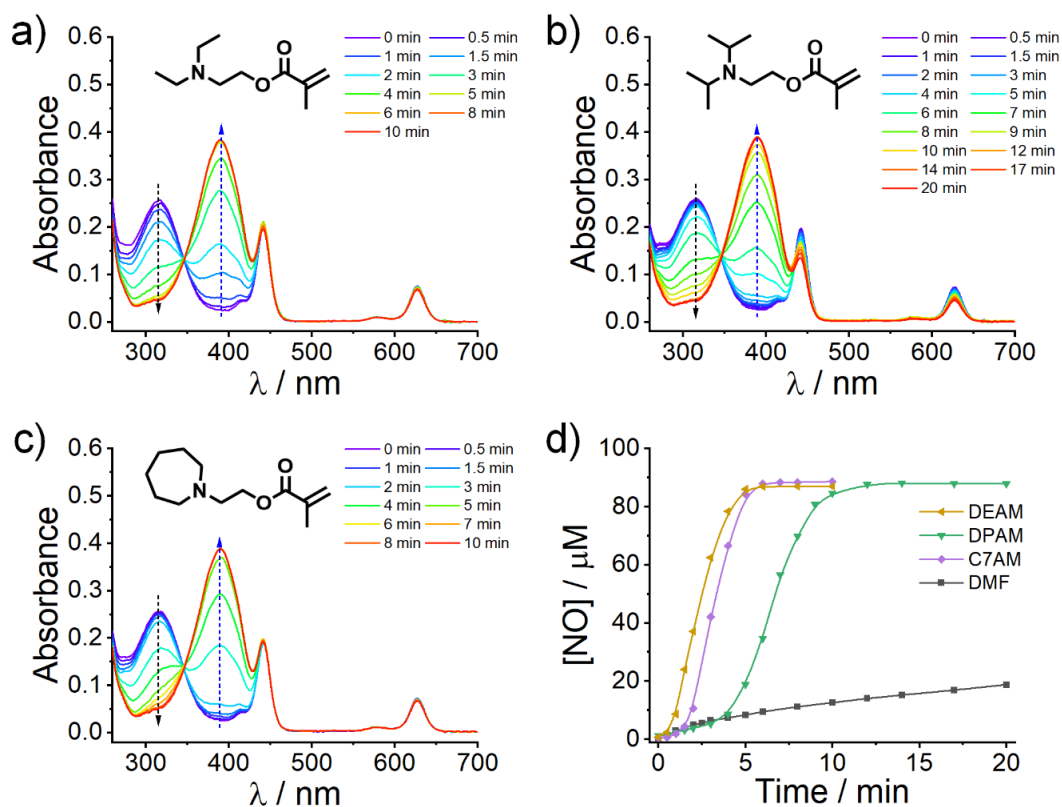 a)
0.6
0.5
0.4
0.3
0.2
0.1
0.0
Absorbance
300 400 500 600 700
λ / nm
N
O
O
0 min 0.5 min
1 min 1.5 min
2 min 3 min
4 min 5 min
6 min 8 min
10 min
b)
0.6
0.5
0.4
0.3
0.2
0.1
0.0
Absorbance
300 400 500 600 700
λ / nm
N
O
O
0 min 0.5 min
1 min 1.5 min
2 min 3 min
4 min 5 min
6 min 7 min
8 min 9 min
10 min 12 min
14 min 17 min
20 min
c)
0.6
0.5
0.4
0.3
0.2
0.1
0.0
Absorbance
300 400 500 600 700
λ / nm
N
O
O
0 min 0.5 min
1 min 1.5 min
2 min 3 min
4 min 5 min
6 min 7 min
8 min 10 min
d)
100
80
60
40
20
0
[NO] / μM
0 5 10 15 20
Time / min
DEAM
DPAM
C7AM
DMF